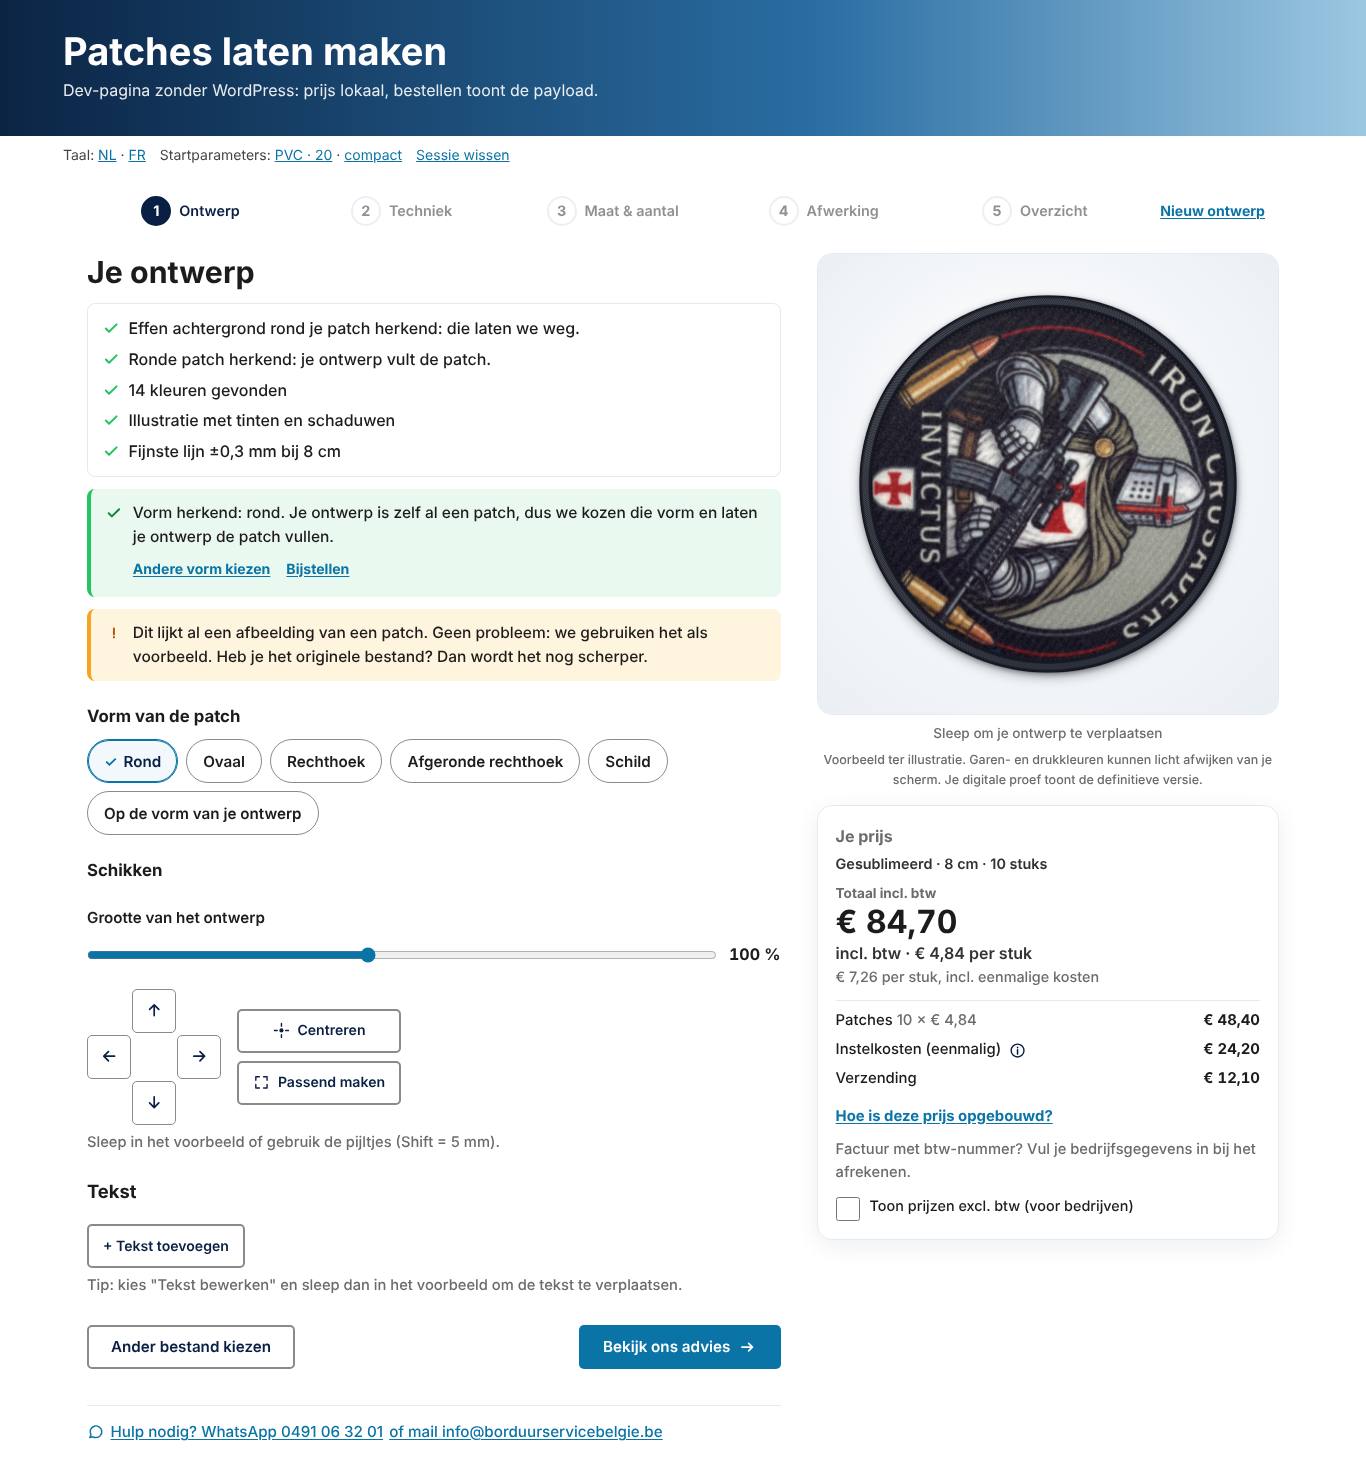 Patches laten maken
Dev-pagina zonder WordPress: prijs lokaal, bestellen toont de payload.
Taal: NL · FR Startparameters: PVC · 20 · compact Sessie wissen
1 Ontwerp
2 Techniek
3 Maat & aantal
4 Afwerking
5 Overzicht
Nieuw ontwerp
Je ontwerp
Effen achtergrond rond je patch herkend: die laten we weg.
Ronde patch herkend: je ontwerp vult de patch.
14 kleuren gevonden
Illustratie met tinten en schaduwen
Fijnste lijn ±0,3 mm bij 8 cm
Vorm herkend: rond. Je ontwerp is zelf al een patch, dus we kozen die vorm en laten
je ontwerp de patch vullen.
Andere vorm kiezen Bijstellen
! Dit lijkt al een afbeelding van een patch. Geen probleem: we gebruiken het als
voorbeeld. Heb je het originele bestand? Dan wordt het nog scherper.
Vorm van de patch
Rond
Ovaal
Rechthoek
Afgeronde rechthoek
Schild
Op de vorm van je ontwerp
Schikken
Grootte van het ontwerp
100 %
Centreren
Passend maken
Sleep in het voorbeeld of gebruik de pijltjes (Shift = 5 mm).
Tekst
+ Tekst toevoegen
Tip: kies "Tekst bewerken" en sleep dan in het voorbeeld om de tekst te verplaatsen.
Ander bestand kiezen
Bekijk ons advies →
Hulp nodig? WhatsApp 0491 06 32 01 of mail info@borduurservicebelgie.be
IRON CRUSADERS
INVICTUS
Sleep om je ontwerp te verplaatsen
Voorbeeld ter illustratie. Garen- en drukkleuren kunnen licht afwijken van je
scherm. Je digitale proef toont de definitieve versie.
Je prijs
Gesublimeerd · 8 cm · 10 stuks
Totaal incl. btw
€ 84,70
incl. btw · € 4,84 per stuk
€ 7,26 per stuk, incl. eenmalige kosten
Patches 10 × € 4,84 € 48,40
Instelkosten (eenmalig) € 24,20
Verzending € 12,10
Hoe is deze prijs opgebouwd?
Factuur met btw-nummer? Vul je bedrijfsgegevens in bij het
afrekenen.
Toon prijzen excl. btw (voor bedrijven)